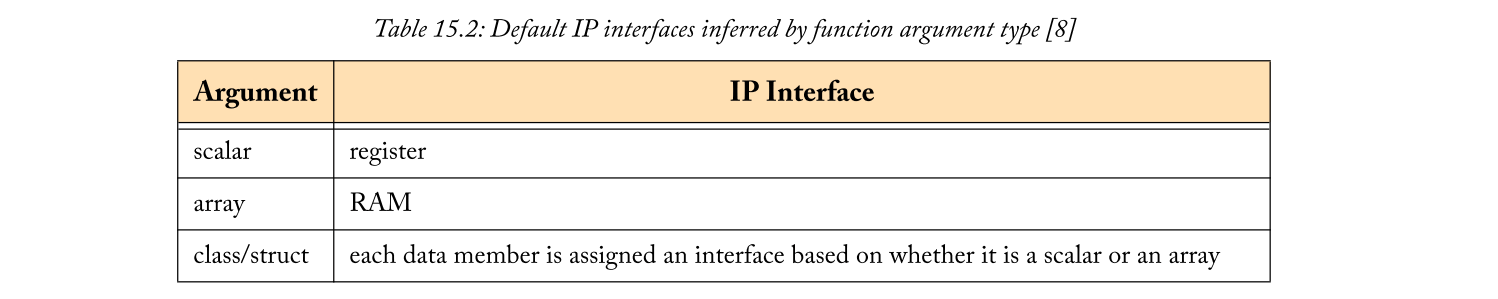 Table 15.2: Default IP interfaces inferred by function argument type [8]
Argument IP Interface
scalar register
array RAM
class/struct each data member is assigned an interface based on whether it is a scalar or an array